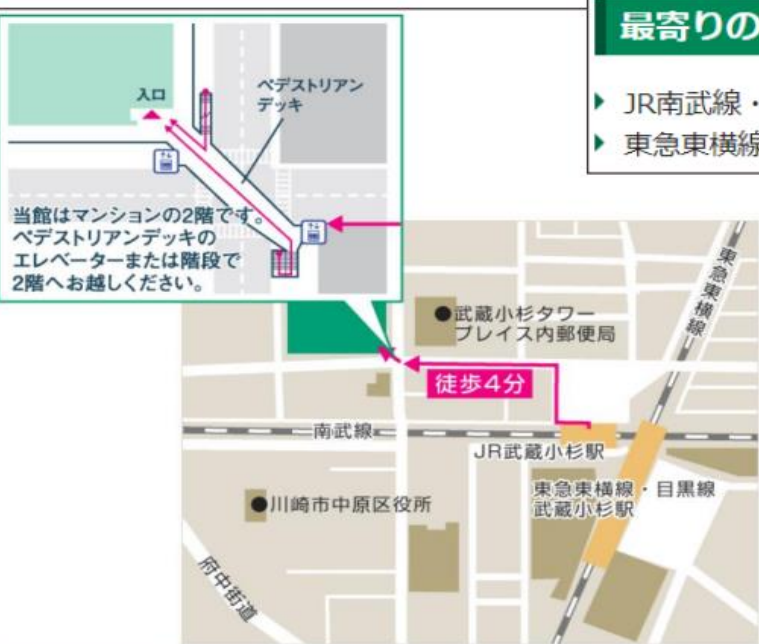 最寄りの
JR南武線・
東急東横線
入口
ペデストリアン
デッキ
当館はマンションの2階です。
ペデストリアンデッキの
エレベーターまたは階段で
2階へお越しください。
東急東横線
●武蔵小杉タワー
プレイス内郵便局
徒歩4分
南武線
JR武蔵小杉駅
東急東横線・目黒線
武蔵小杉駅
●川崎市中原区役所
府中街道